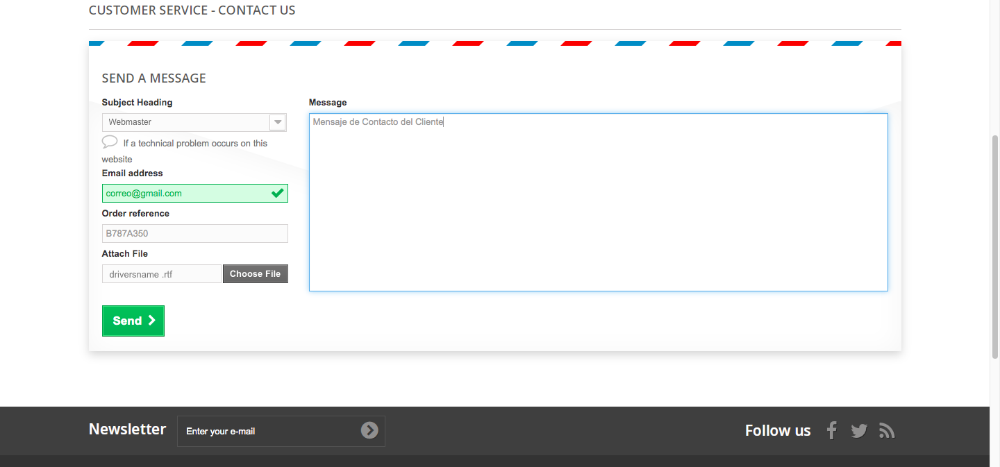 CUSTOMER SERVICE - CONTACT US
SEND A MESSAGE
Subject Heading
Webmaster
If a technical problem occurs on this
website
Email address
correo@gmail.com
Order reference
B787A350
Attach File
driversname .rtf
Choose File
Send
Message
Mensaje de Contacto del Cliente
Newsletter
Enter your e-mail
Follow us